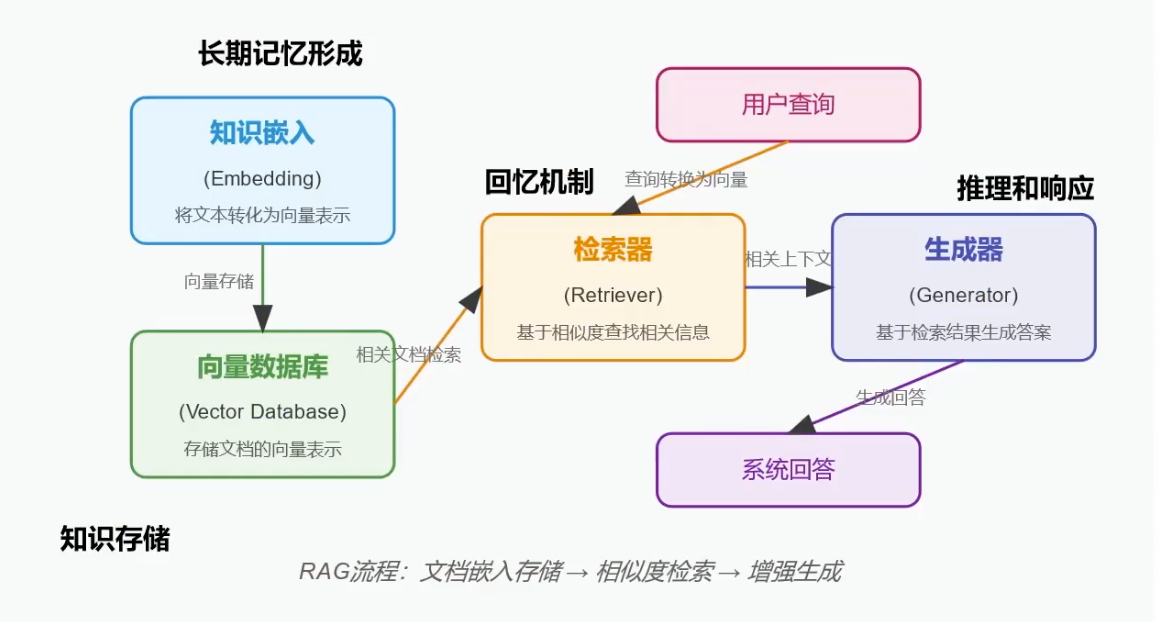 长期记忆形成
知识嵌入
(Embedding)
将文本转化为向量表示
向量存储
向量数据库
(Vector Database)
存储文档的向量表示
知识存储
相关文档检索
用户查询
查询转换为向量
回忆机制
检索器
(Retriever)
基于相似度查找相关信息
相关上下文
推理和响应
生成器
(Generator)
基于检索结果生成答案
生成回答
系统回答
RAG流程：文档嵌入存储 → 相似度检索 → 增强生成